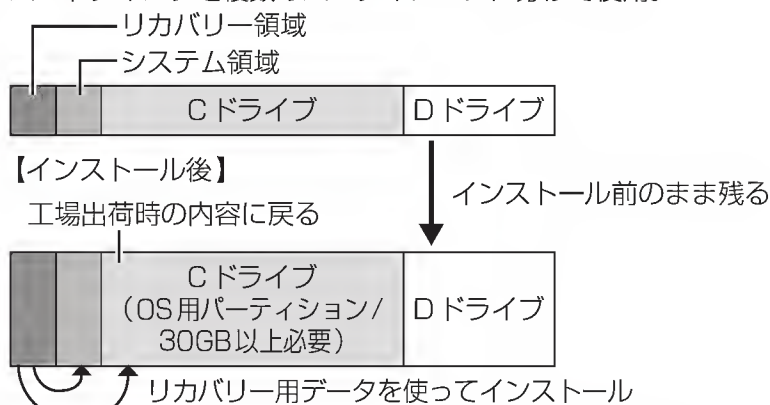 リカバリー領域
システム領域
Cドライブ
Dドライブ
【インストール後】
インストール前のまま残る
工場出荷時の内容に戻る
Cドライブ
(OS用パーティション/
30GB以上必要)
Dドライブ
リカバリー用データを使ってインストール